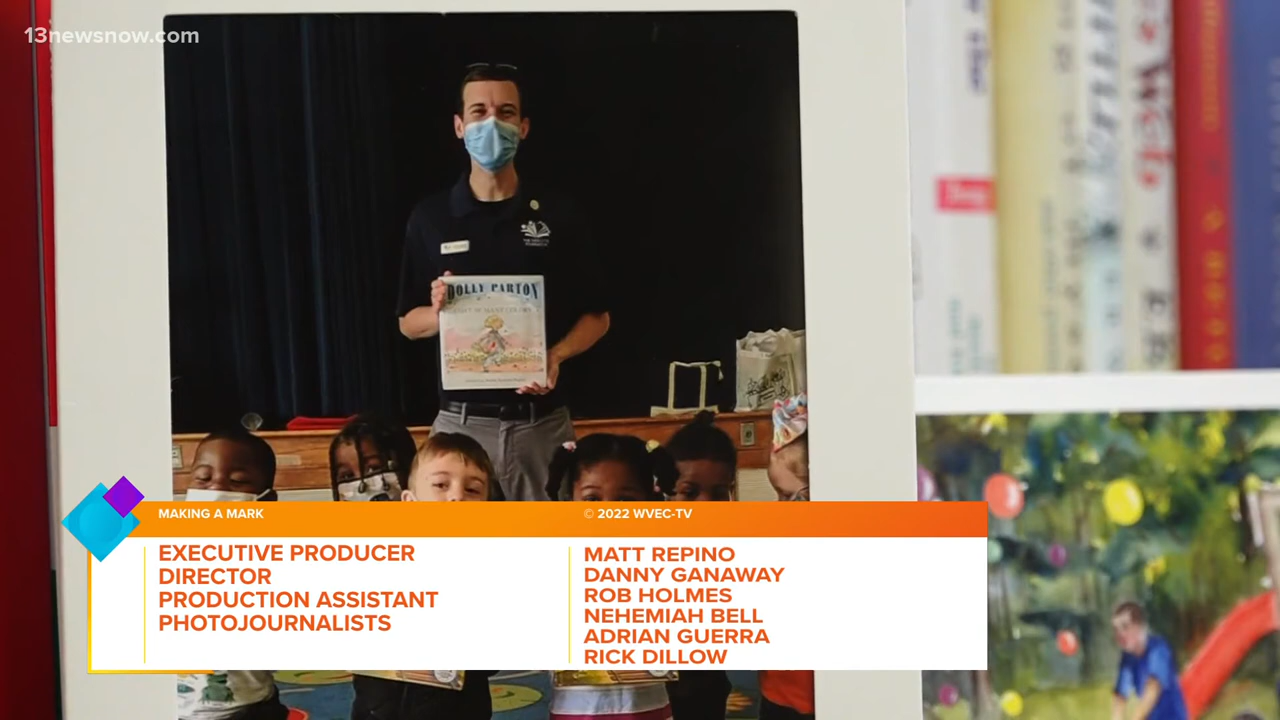 13newsnow.com
DOLLY PARTON
MAKING A MARK
© 2022 WVEC-TV
EXECUTIVE PRODUCER
DIRECTOR
PRODUCTION ASSISTANT
PHOTOJOURNALISTS
MATT REPINO
DANNY GANAWAY
ROB HOLMES
NEHEMIAH BELL
ADRIAN GUERRA
RICK DILLOW